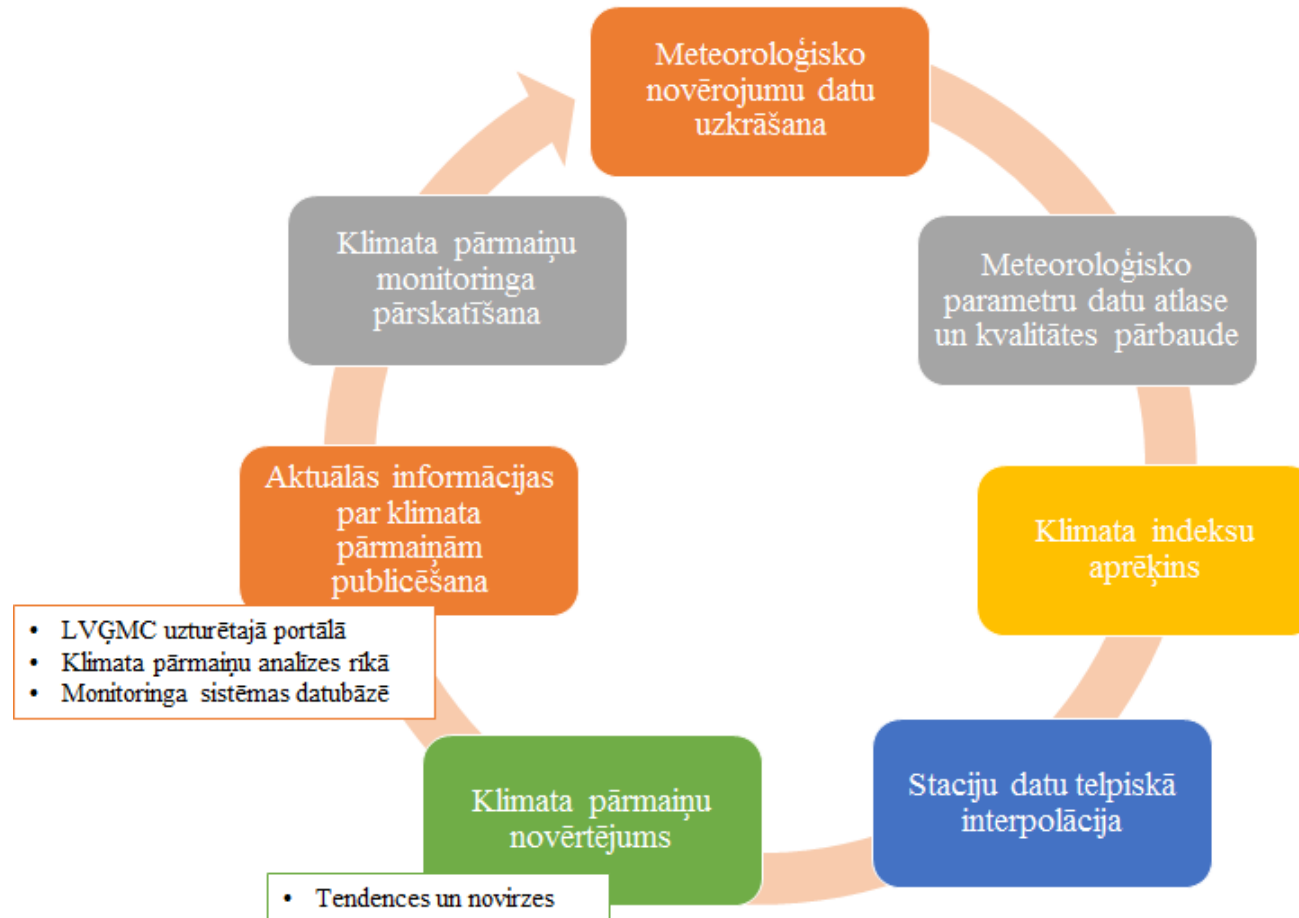 Meteoroloģisko
novērojumu datu
uzkrāšana
Meteoroloģisko
parametru datu atlase
un kvalitātes pārbaude
Klimata indeksu
aprēķins
Staciju datu telpiskā
interpolācija
Klimata pārmaiņu
novērtējums
• Tendences un novirzes
Aktuālās informācijas
par klimata
pārmaiņām
publicēšana
• LVĢMC uzturētajā portālā
• Klimata pārmaiņu analīzes rīkā
• Monitoringa sistēmas datubāzē
Klimata pārmaiņu
monitoringa
pārskatīšana